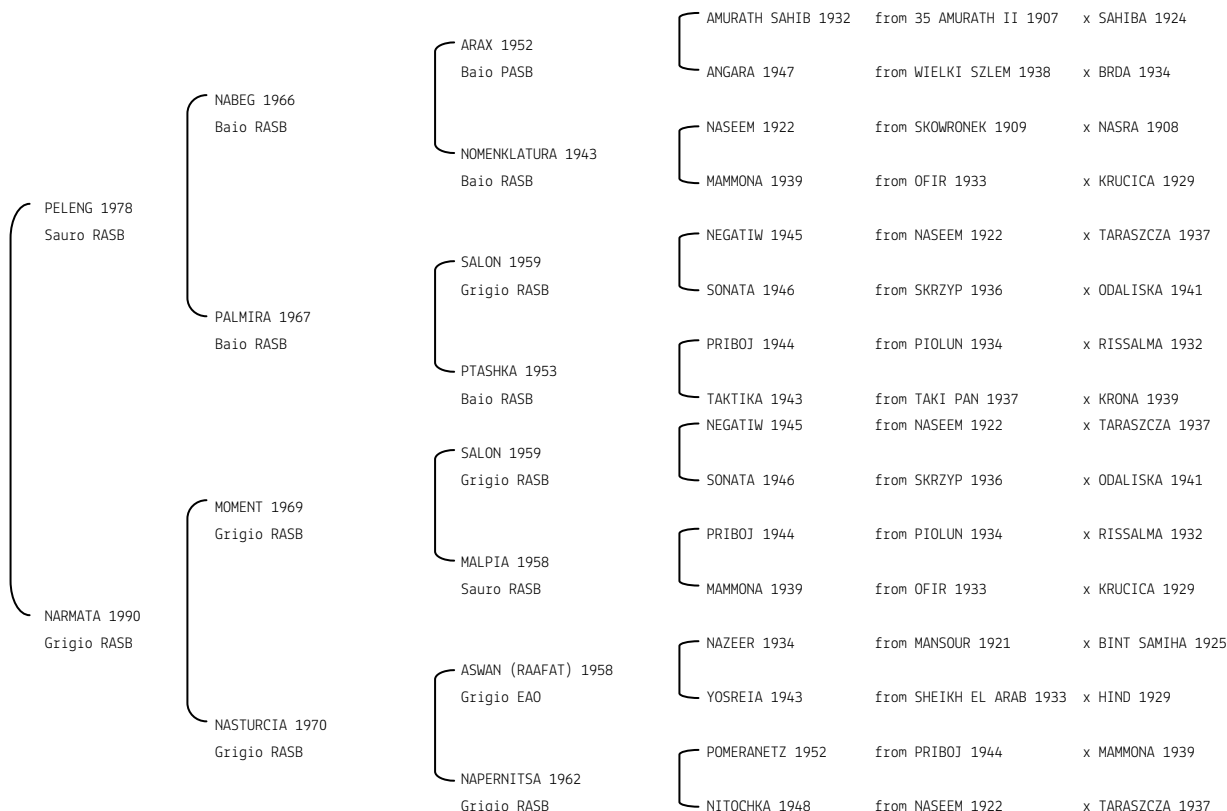 AMURATH SAHIB 1932 from 35 AMURATH II 1907 x SAHIBA 1924
ARAX 1952
Baio PASB
ANGARA 1947 from WIELKI SZLEM 1938 x BRDA 1934
NABEG 1966
Baio RASB
NASEEM 1922 from SKOWRONEK 1909 x NASRA 1908
NOMENKLATURA 1943
Baio RASB
MAMMONA 1939 from OFIR 1933 x KRUCICA 1929
PELENG 1978
Sauro RASB
NEGATIW 1945 from NASEEM 1922 x TARASZCZA 1937
SALON 1959
Grigio RASB
SONATA 1946 from SKRZYP 1936 x ODALISKA 1941
PALMIRA 1967
Baio RASB
PRIBOJ 1944 from PIOLUN 1934 x RISSALMA 1932
PTASHKA 1953
Baio RASB
TAKTIKA 1943 from TAKI PAN 1937 x KRONA 1939
NEGATIW 1945 from NASEEM 1922 x TARASZCZA 1937
SALON 1959
Grigio RASB
SONATA 1946 from SKRZYP 1936 x ODALISKA 1941
MOMENT 1969
Grigio RASB
PRIBOJ 1944 from PIOLUN 1934 x RISSALMA 1932
MALPIA 1958
Sauro RASB
MAMMONA 1939 from OFIR 1933 x KRUCICA 1929
NARMATA 1990
Grigio RASB
NAZEER 1934 from MANSOUR 1921 x BINT SAMIHA 1925
ASWAN (RAAFAT) 1958
Grigio EAO
YOSREIA 1943 from SHEIKH EL ARAB 1933 x HIND 1929
NASTURCIA 1970
Grigio RASB
POMERANETZ 1952 from PRIBOJ 1944 x MAMMONA 1939
NAPERNITSA 1962
Grigio RASB
NITOCHKA 1948 from NASEEM 1922 x TARASZCZA 1937